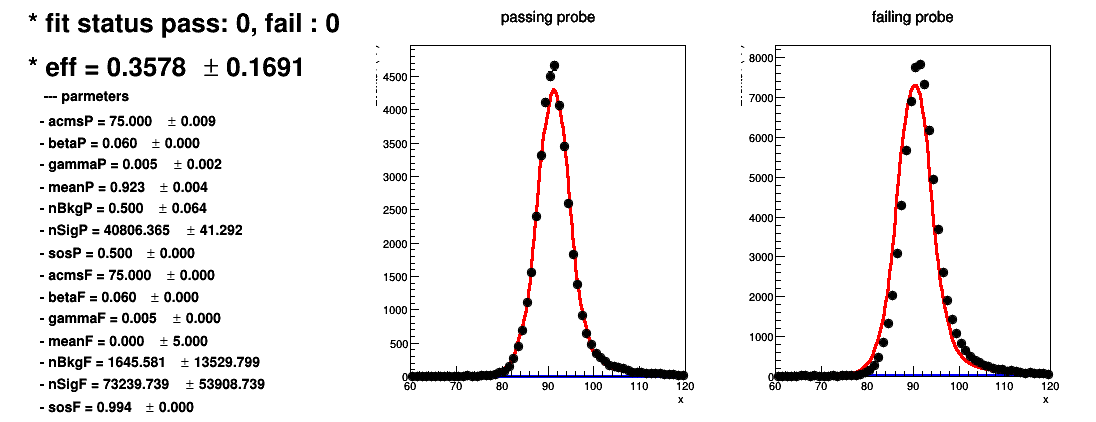 * fit status pass: 0, fail : 0
* eff = 0.3578 ± 0.1691
--- parmeters
- acmsP = 75.000 ± 0.009
- betaP = 0.060 ± 0.000
- gammaP = 0.005 ± 0.002
- meanP = 0.923 ± 0.004
- nBkgP = 0.500 ± 0.064
- nSigP = 40806.365 ± 41.292
- sosP = 0.500 ± 0.000
- acmsF = 75.000 ± 0.000
- betaF = 0.060 ± 0.000
- gammaF = 0.005 ± 0.000
- meanF = 0.000 ± 5.000
- nBkgF = 1645.581 ± 13529.799
- nSigF = 73239.739 ± 53908.739
- sosF = 0.994 ± 0.000
passing probe
4500
4000
3500
3000
2500
2000
1500
1000
500
0
60 70 80 90 100 110 120
x
failing probe
8000
7000
6000
5000
4000
3000
2000
1000
0
60 70 80 90 100 110 120
x